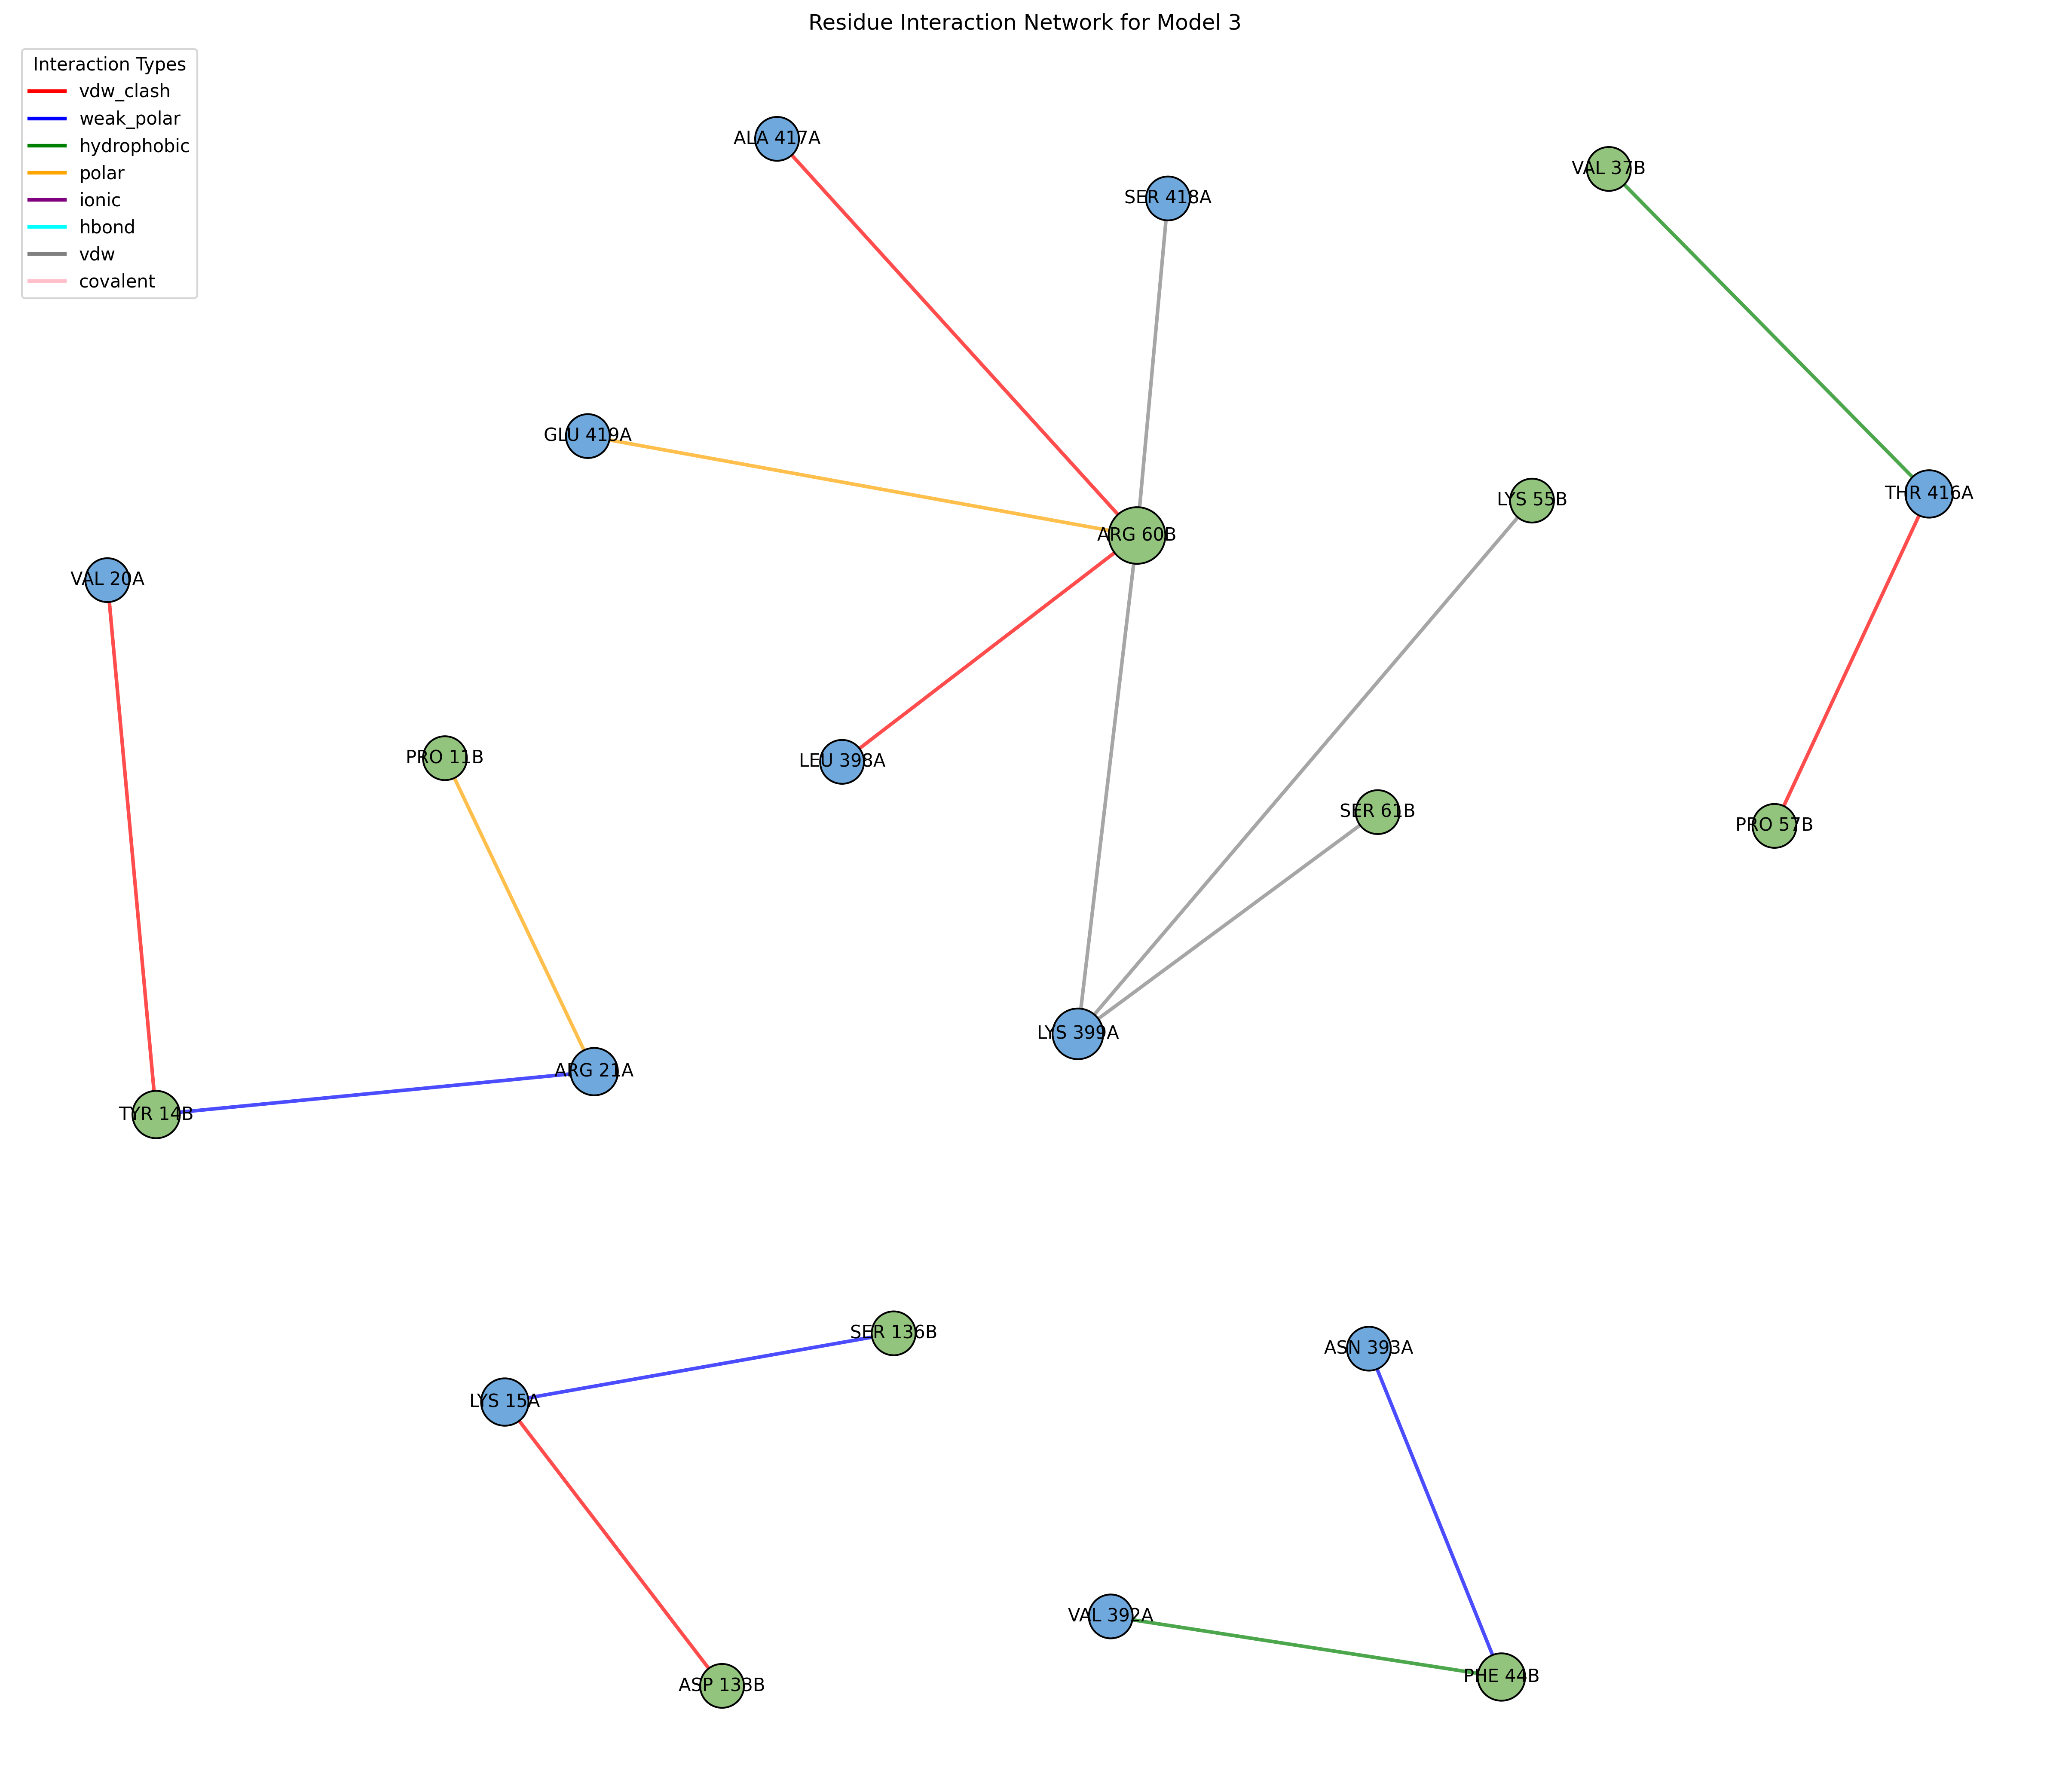 Residue Interaction Network for Model 3
Interaction Types
vdw_clash
weak_polar
hydrophobic
polar
ionic
hbond
vdw
covalent
ALA 417A
VAL 37B
SER 418A
GLU 419A
THR 416A
LYS 55B
ARG 60B
VAL 20A
PRO 11B
LEU 398A
SER 61B
PRO 57B
LYS 399A
ARG 21A
TYR 14B
SER 136B
ASN 393A
LYS 15A
VAL 392A
PHE 44B
ASP 133B